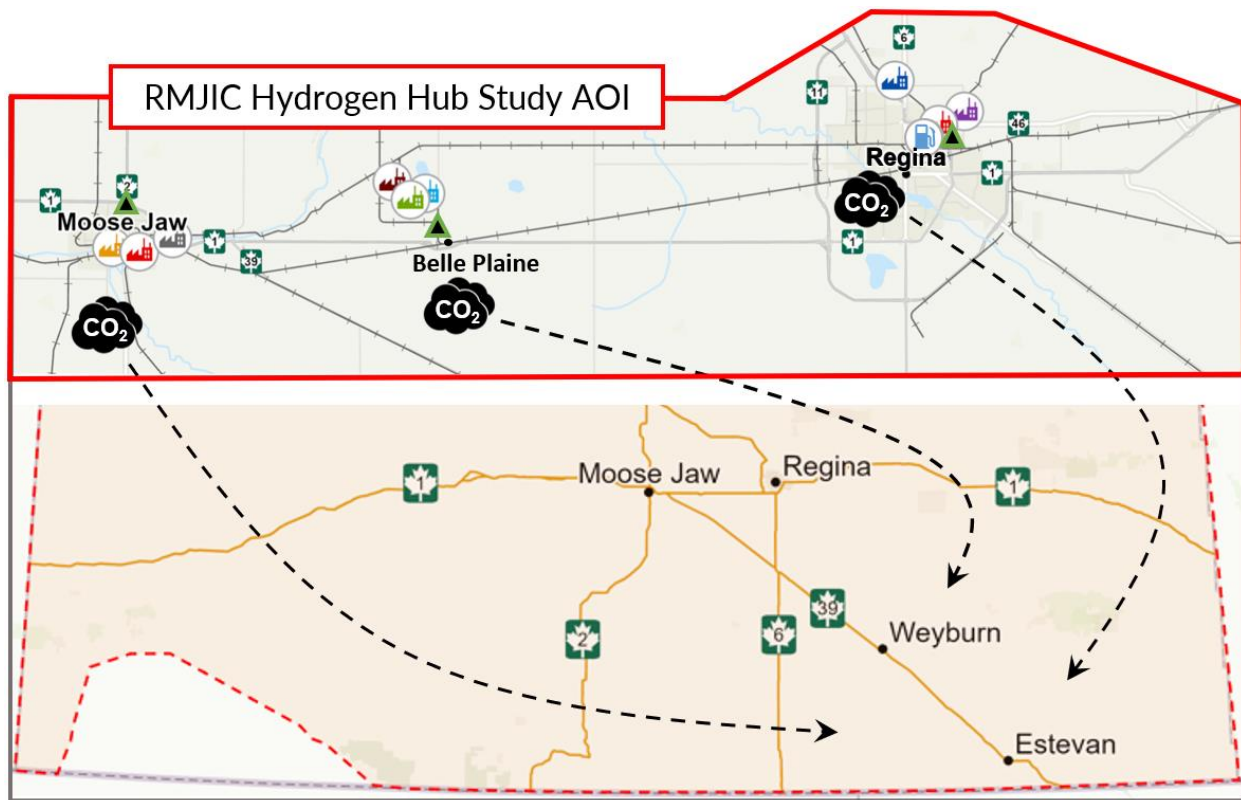 RMJIC Hydrogen Hub Study AOI
6
11
46
Regina
1
1
2
Moose Jaw
1
39
1
Belle Plaine
1
CO₂
CO₂
CO₂
Moose Jaw
Regina
1
1
39
Weyburn
2
6
Estevan